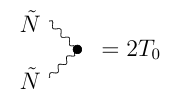 Ñ
= 2T₀
Ñ